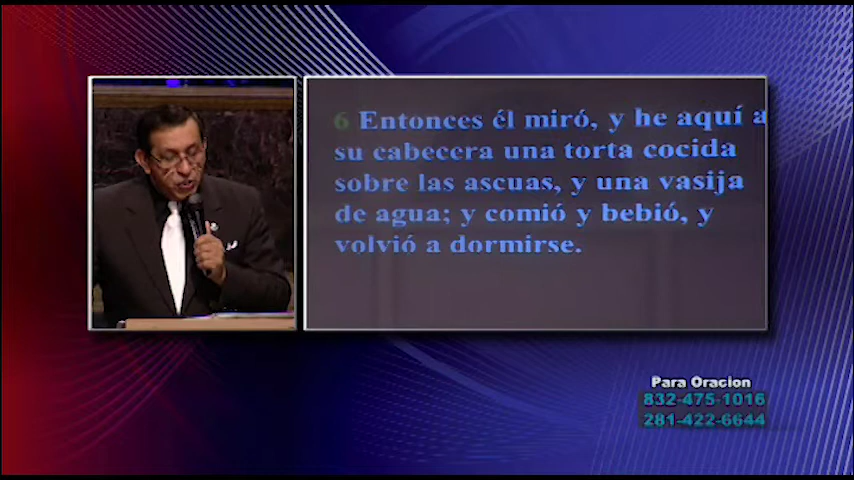 6 Entonces él miró, y he aquí a
su cabecera una torta cocida
sobre las ascuas, y una vasija
de agua; y comió y bebió, y
volvió a dormirse.
Para Oracion
832-475-1016
281-422-6644